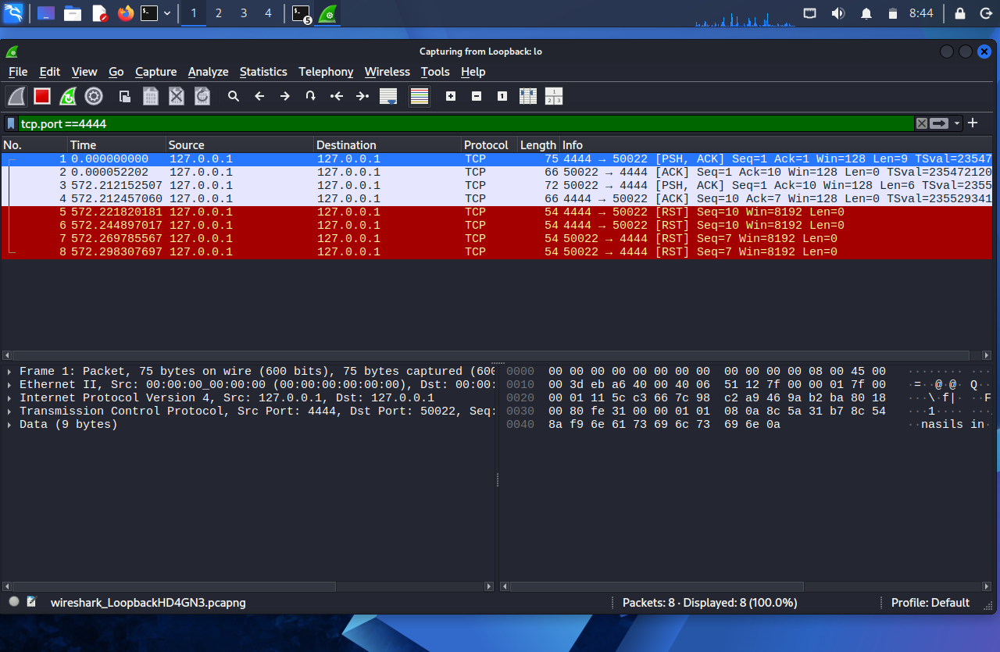 1 2 3 4 5 8:44
Capturing from Loopback: lo
File Edit View Go Capture Analyze Statistics Telephony Wireless Tools Help
tcp.port ==4444
No. Time Source Destination Protocol Length Info
1 0.000000000 127.0.0.1 127.0.0.1 TCP 75 4444 → 50022 [PSH, ACK] Seq=1 Ack=1 Win=128 Len=9 TSval=23547
2 0.000052202 127.0.0.1 127.0.0.1 TCP 66 50022 → 4444 [ACK] Seq=1 Ack=10 Win=128 Len=0 TSval=235472120
3 572.212152507 127.0.0.1 127.0.0.1 TCP 72 50022 → 4444 [PSH, ACK] Seq=1 Ack=10 Win=128 Len=6 TSval=2355
4 572.212457060 127.0.0.1 127.0.0.1 TCP 66 4444 → 50022 [ACK] Seq=10 Ack=7 Win=128 Len=0 TSval=235529341
5 572.221820181 127.0.0.1 127.0.0.1 TCP 54 4444 → 50022 [RST] Seq=10 Win=8192 Len=0
6 572.244897017 127.0.0.1 127.0.0.1 TCP 54 4444 → 50022 [RST] Seq=10 Win=8192 Len=0
7 572.269785567 127.0.0.1 127.0.0.1 TCP 54 50022 → 4444 [RST] Seq=7 Win=8192 Len=0
8 572.298307697 127.0.0.1 127.0.0.1 TCP 54 50022 → 4444 [RST] Seq=7 Win=8192 Len=0
Frame 1: Packet, 75 bytes on wire (600 bits), 75 bytes captured (600
Ethernet II, Src: 00:00:00_00:00:00 (00:00:00:00:00:00), Dst: 00:00:
Internet Protocol Version 4, Src: 127.0.0.1, Dst: 127.0.0.1
Transmission Control Protocol, Src Port: 4444, Dst Port: 50022, Seq:
Data (9 bytes)
0000 00 00 00 00 00 00 00 00 00 00 00 00 08 00 45 00 ········ ····
0010 00 3d eb a6 40 00 40 06 51 12 7f 00 00 01 7f 00 ·=··@·@· Q···
0020 00 01 11 5c c3 66 7c 98 c2 a9 46 9a b2 ba 80 18 ···\·f|· ··F·
0030 00 80 fe 31 00 00 01 01 08 0a 8c 5a 31 b7 8c 54 ···1···· ···Z
0040 8a f9 6e 61 73 69 6c 73 69 6e 0a ··nasils in·
wireshark_LoopbackHD4GN3.pcapng Packets: 8 · Displayed: 8 (100.0%) Profile: Default